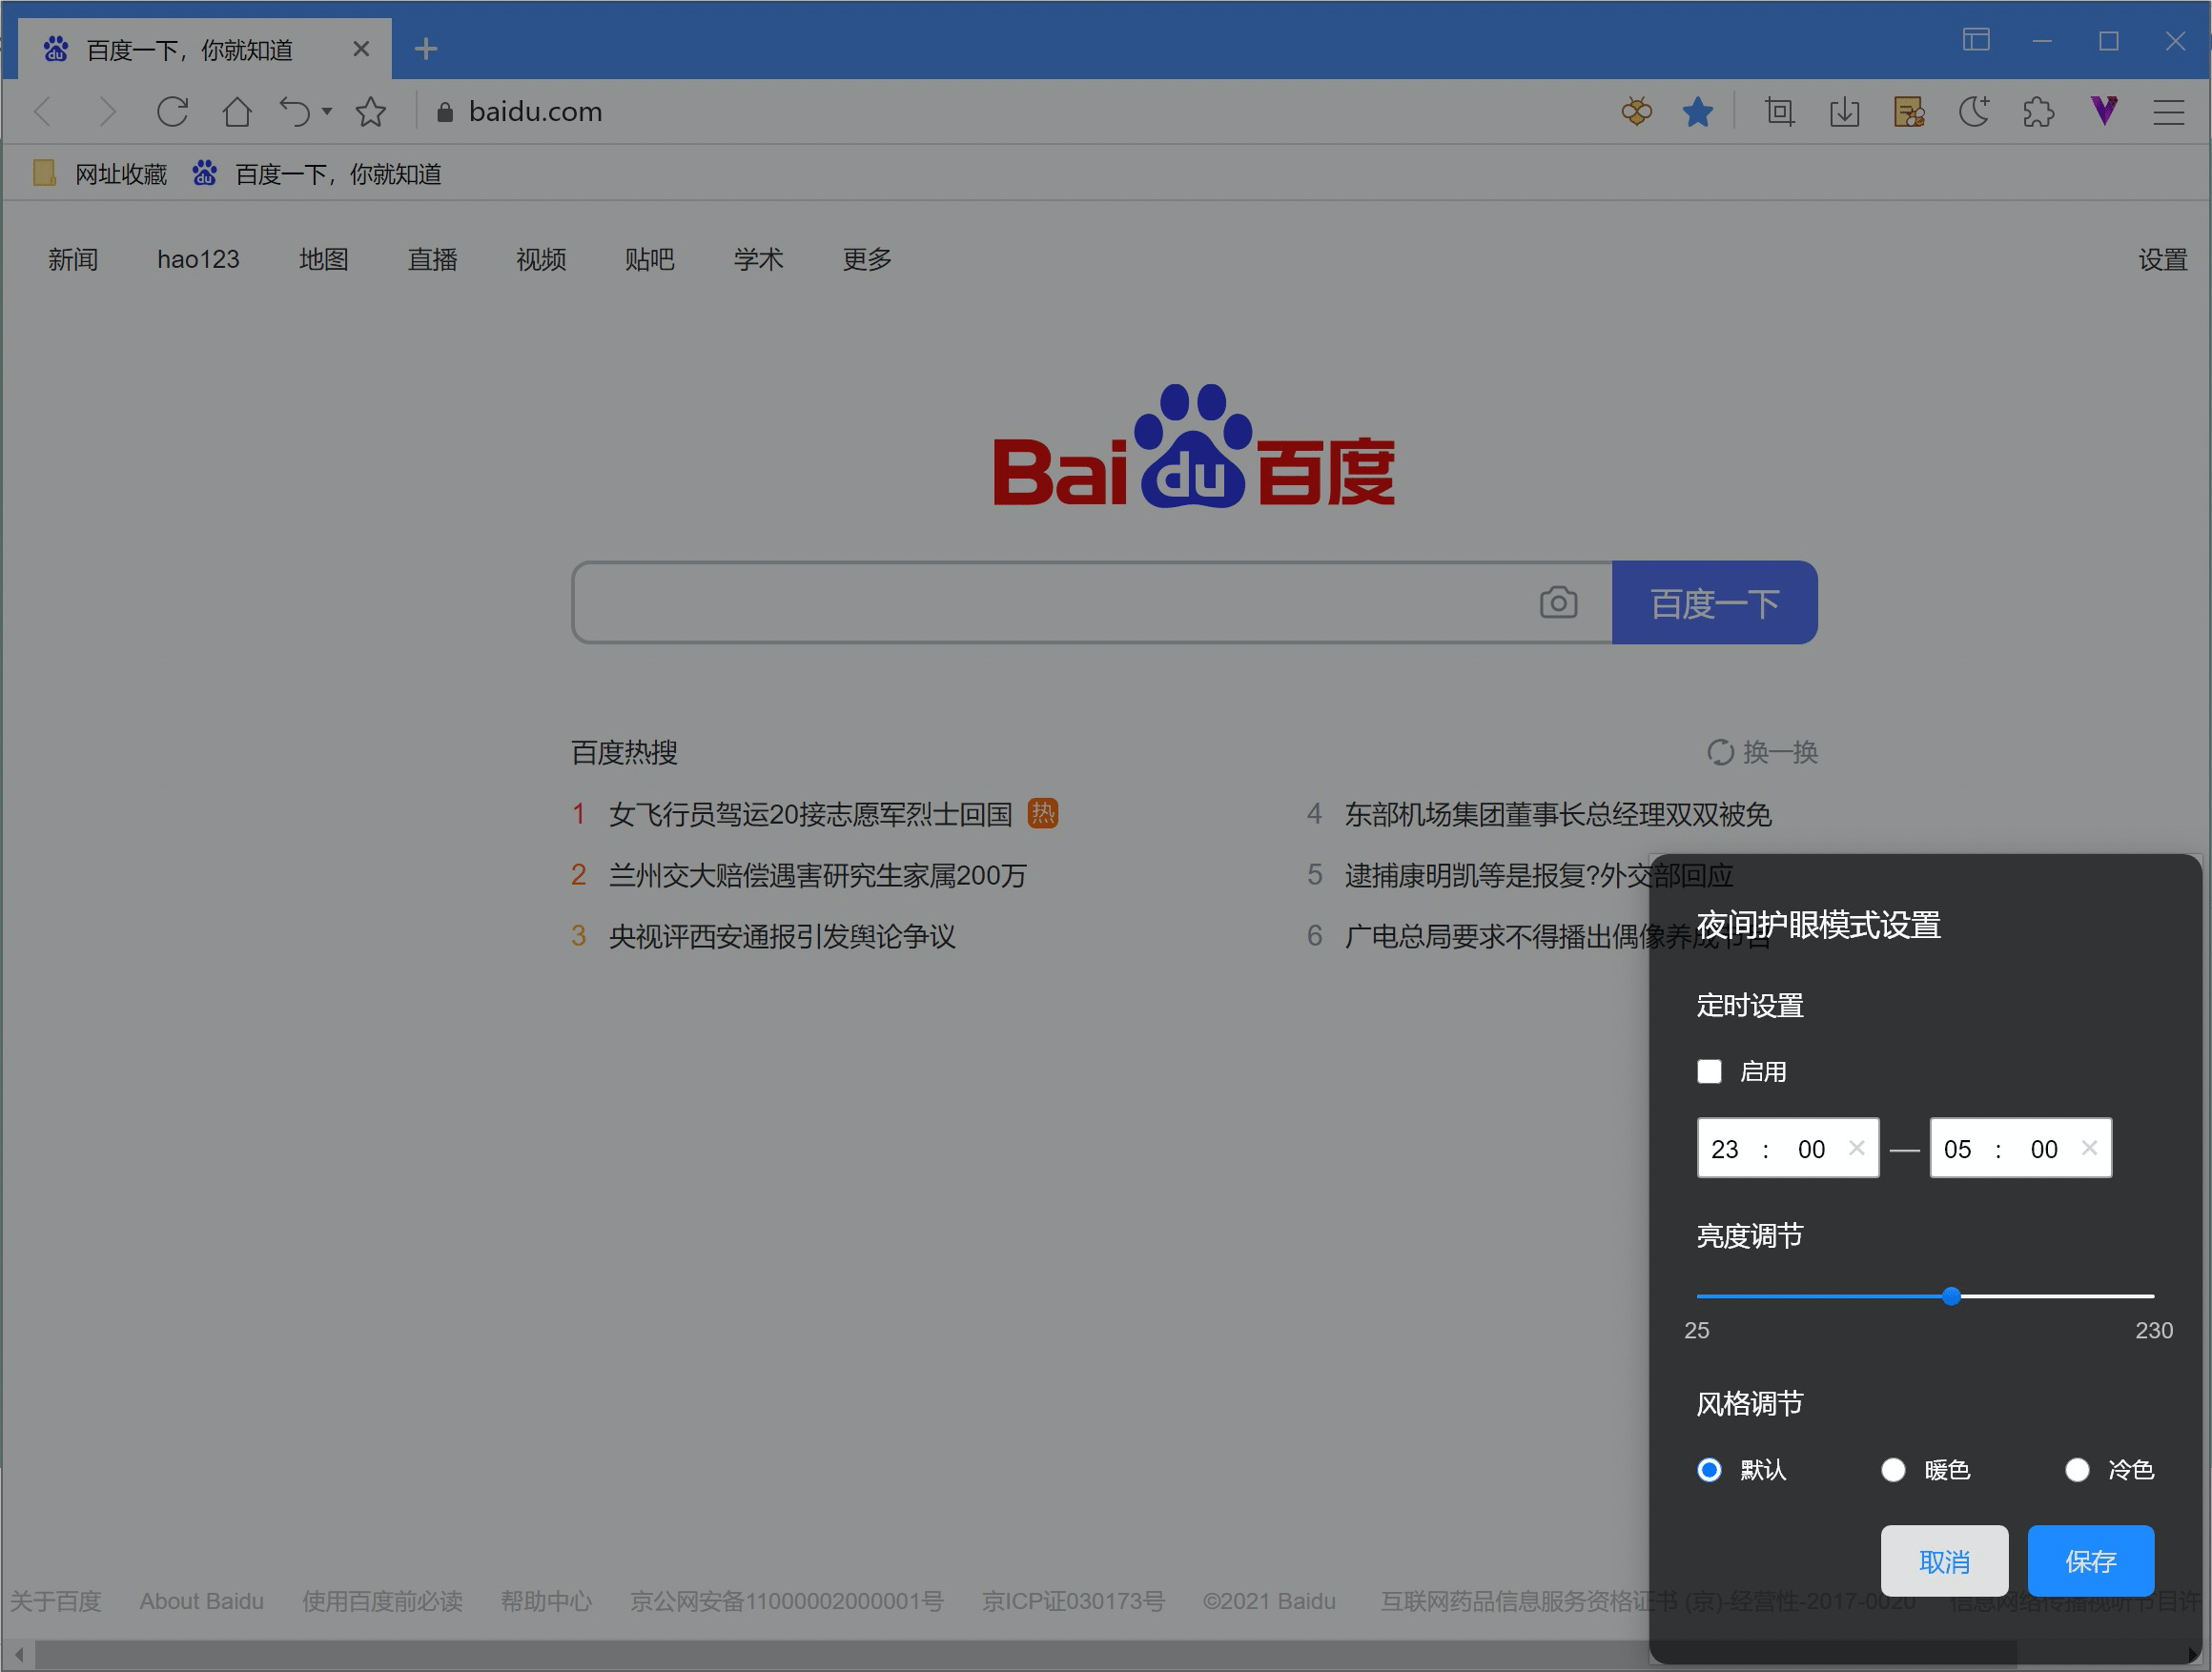 百度一下，你就知道
baidu.com
网址收藏 百度一下，你就知道
新闻 hao123 地图 直播 视频 贴吧 学术 更多 设置
Bai du 百度
百度一下
百度热搜 换一换
1 女飞行员驾运20接志愿军烈士回国 热
2 兰州交大赔偿遇害研究生家属200万
3 央视评西安通报引发舆论争议
4 东部机场集团董事长总经理双双被免
5 逮捕康明凯等是报复?外交部回应
6 广电总局要求不得播出偶像养成节目
夜间护眼模式设置
定时设置
启用
23 : 00 — 05 : 00
亮度调节
25 230
风格调节
默认 暖色 冷色
取消 保存
关于百度 About Baidu 使用百度前必读 帮助中心 京公网安备11000002000001号 京ICP证030173号 ©2021 Baidu 互联网药品信息服务资格证书 (京)-经营性-2017-0020 信息网络传播视听节目许